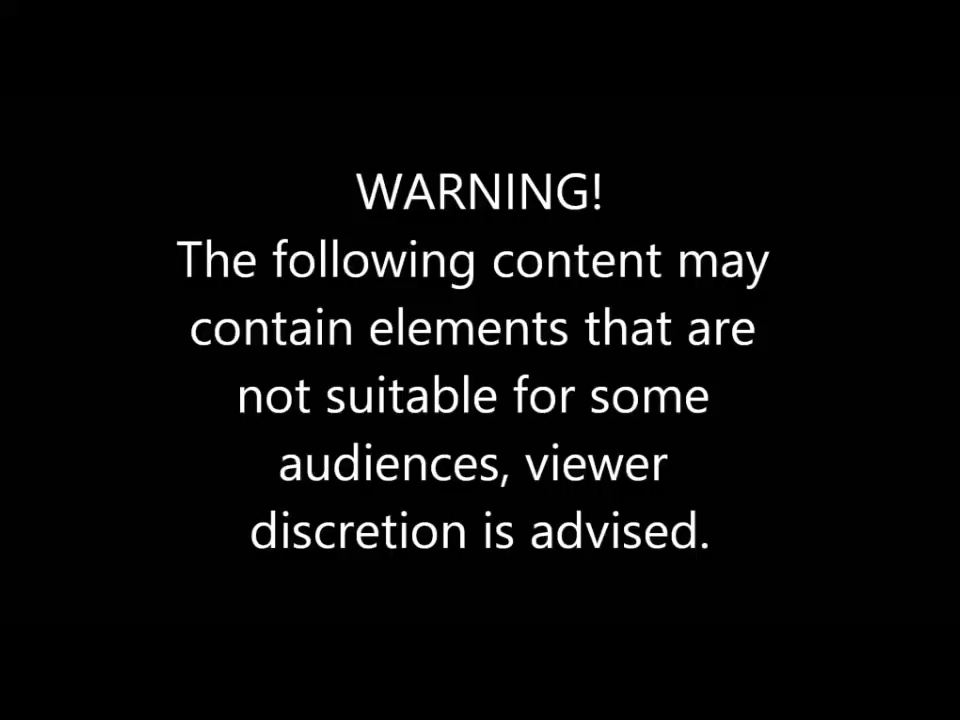 WARNING!
The following content may
contain elements that are
not suitable for some
audiences, viewer
discretion is advised.